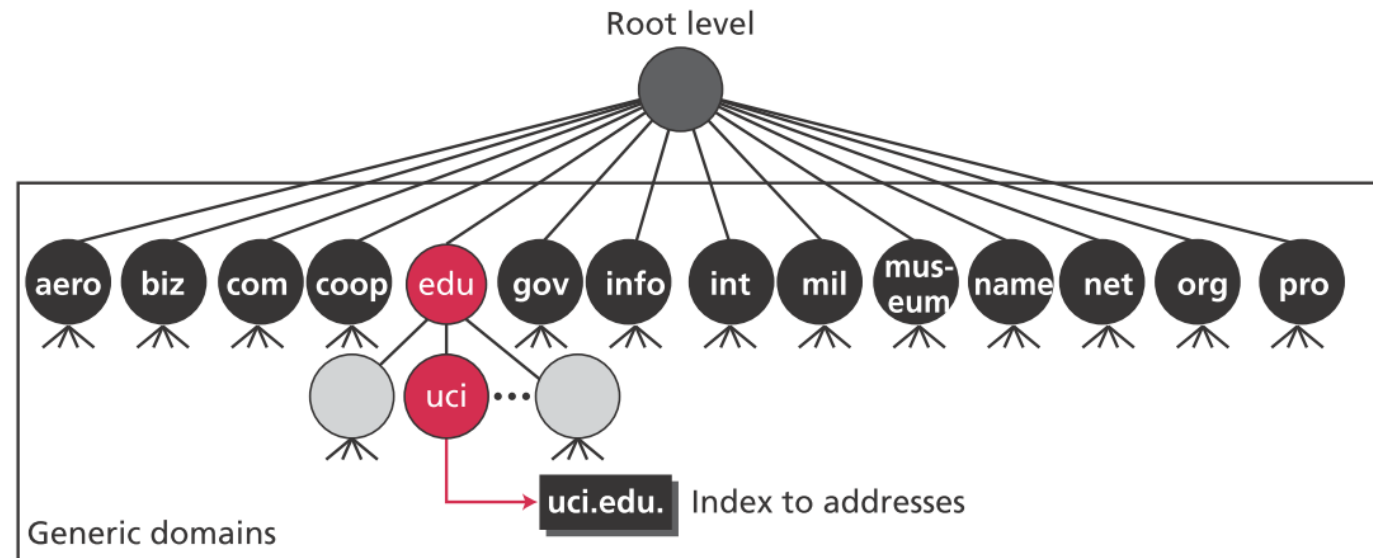 Root level
aero biz com coop edu gov info int mil mus-
eum name net org pro
uci
uci.edu. Index to addresses
Generic domains